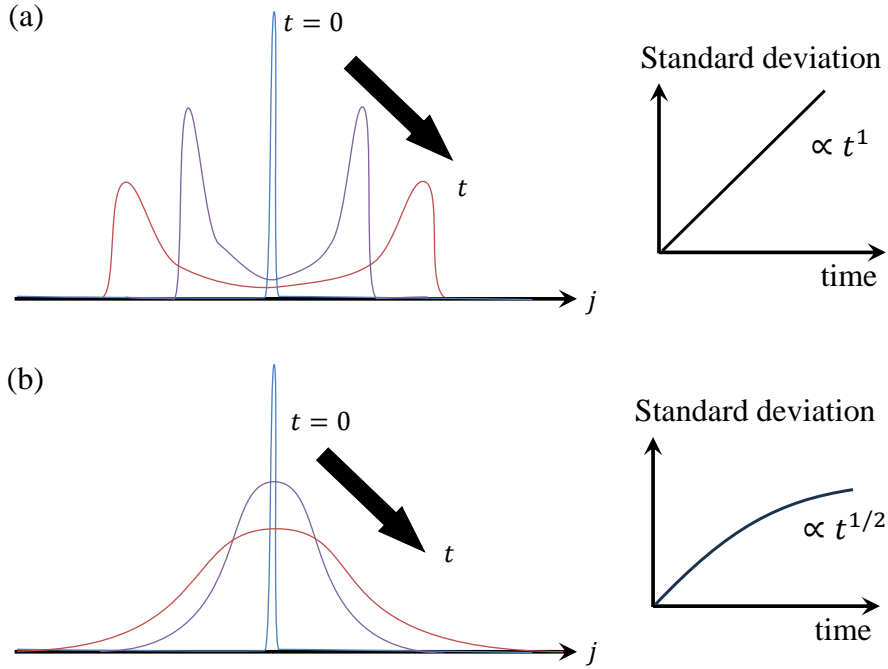 (a)
𝑡 = 0
𝑡
𝑗
Standard deviation
∝ 𝑡¹
time
(b)
𝑡 = 0
𝑡
𝑗
Standard deviation
∝ 𝑡^{1/2}
time